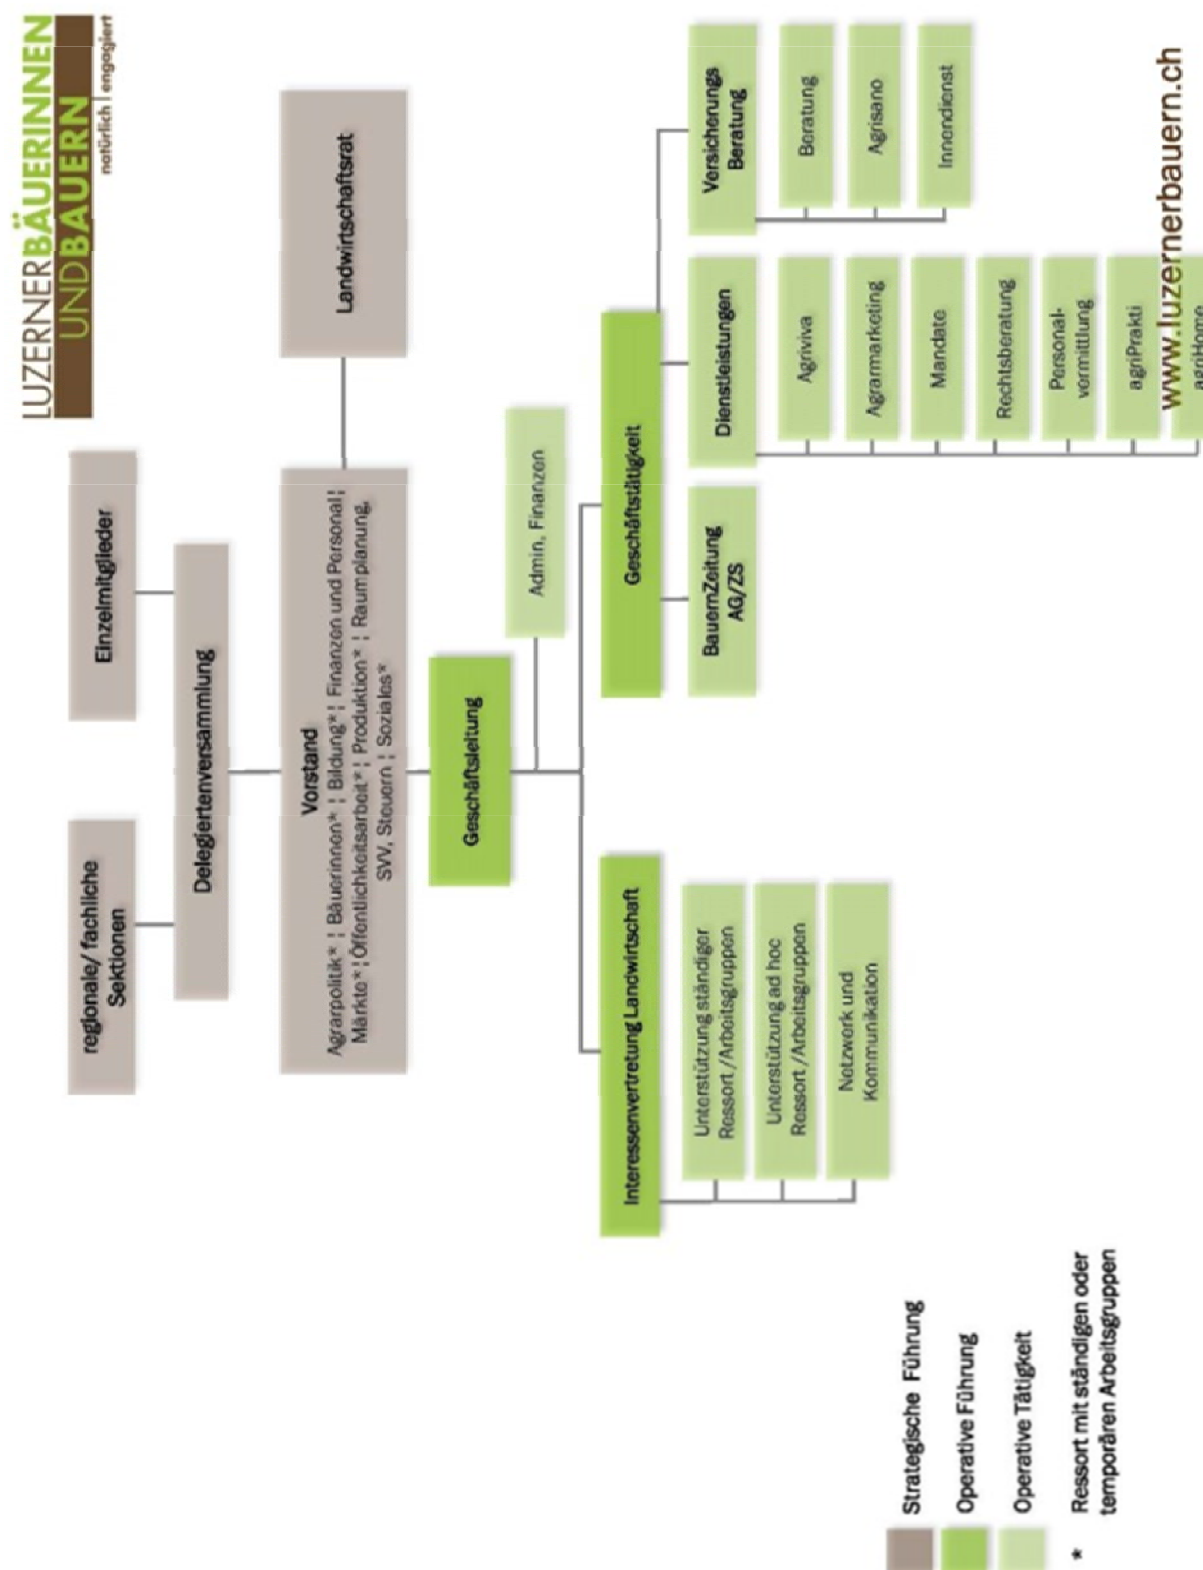 LUZERNER BÄUERINNEN
UND BAUERN
natürlich | engagiert
regionale/ fachliche
Sektionen
Einzelmitglieder
Delegiertenversammlung
Vorstand
Agrarpolitik* ¦ Bäuerinnen* ¦ Bildung* ¦ Finanzen und Personal ¦
Märkte* ¦ Öffentlichkeitsarbeit* ¦ Produktion* ¦ Raumplanung,
SVV, Steuern ¦ Soziales*
Landwirtschaftsrat
Geschäftsleitung
Admin, Finanzen
Interessenvertretung Landwirtschaft
Unterstützung ständiger
Ressort /Arbeitsgruppen
Unterstützung ad hoc
Ressort /Arbeitsgruppen
Netzwerk und
Kommunikation
Geschäftstätigkeit
BauernZeitung
AG/ZS
Dienstleistungen
Agriviva
Agrarmarketing
Mandate
Rechtsberatung
Personal-
vermittlung
agriPrakti
agriHome
Versicherungs
Beratung
Beratung
Agrisano
Innendienst
Strategische Führung
Operative Führung
Operative Tätigkeit
* Ressort mit ständigen oder
temporären Arbeitsgruppen
www.luzernerbauern.ch